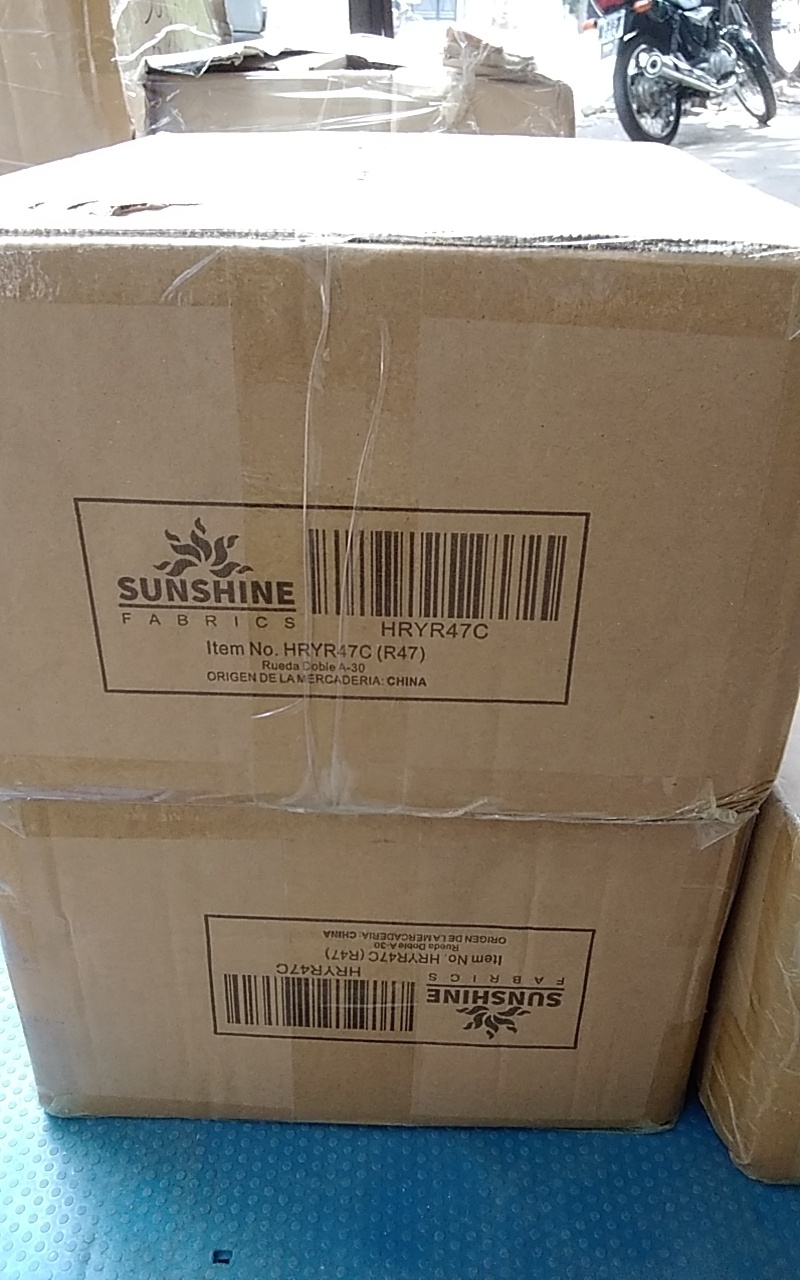 SUNSHINE
FABRICS
HRYR47C
Item No. HRYR47C (R47)
Rueda Doble A-30
ORIGEN DE LA MERCADERIA: CHINA
SUNSHINE
FABRICS
HRYR47C
Item No. HRYR47C (R47)
Rueda Doble A-30
ORIGEN DE LA MERCADERIA: CHINA